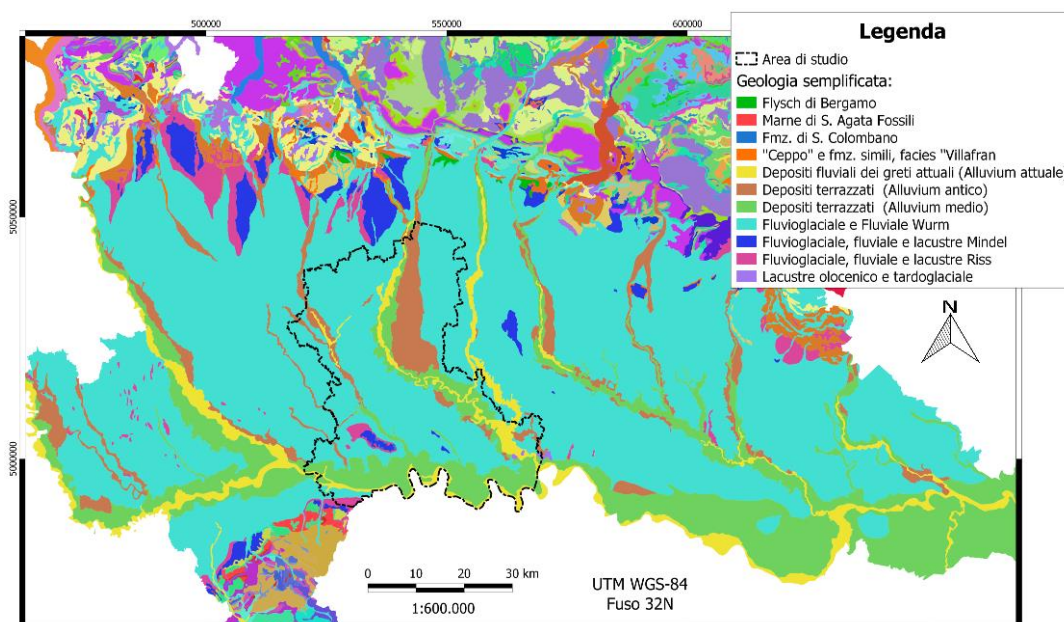 500000
550000
600000
5050000
5000000
Legenda
Area di studio
Geologia semplificata:
Flysch di Bergamo
Marne di S. Agata Fossili
Fmz. di S. Colombano
"Ceppo" e fmz. simili, facies "Villafran
Depositi fluviali dei greti attuali (Alluvium attuale
Depositi terrazzati (Alluvium antico)
Depositi terrazzati (Alluvium medio)
Fluvioglaciale e Fluviale Wurm
Fluvioglaciale, fluviale e lacustre Mindel
Fluvioglaciale, fluviale e lacustre Riss
Lacustre olocenico e tardoglaciale
N
0 10 20 30 km
1:600.000
UTM WGS-84
Fuso 32N